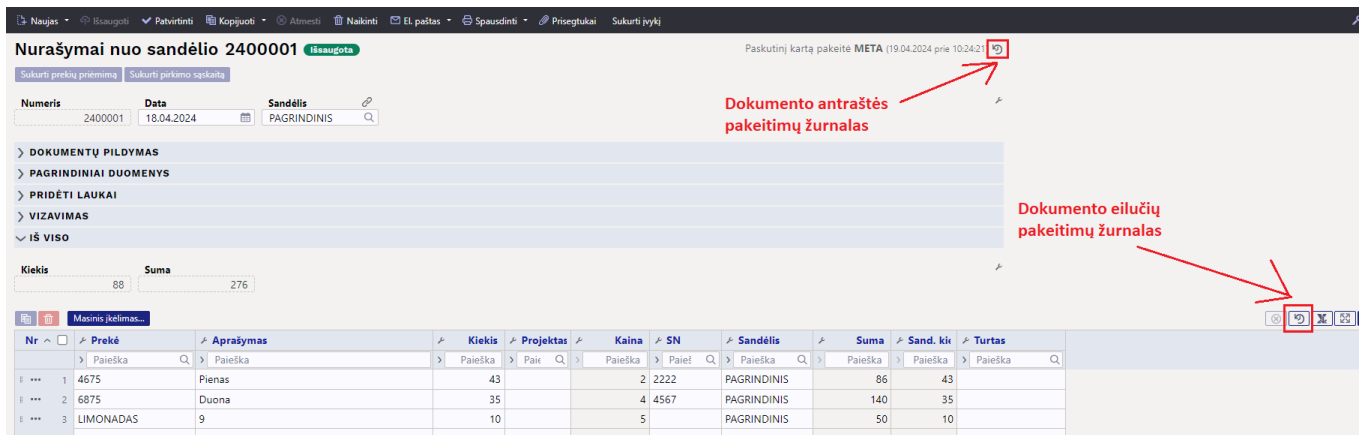 Naujas Išsaugoti Patvirtinti Kopijuoti Atmesti Naikinti El. paštas Spausdinti Prisegtukai Sukurti įvykį
Nurašymai nuo sandėlio 2400001 Išsaugota
Paskutinį kartą pakeitė META (19.04.2024 prie 10:24:21)
Sukurti prekių priėmimą Sukurti pirkimo sąskaitą
Dokumento antraštės
pakeitimų žurnalas
Numeris Data Sandėlis
2400001 18.04.2024 PAGRINDINIS
DOKUMENTŲ PILDYMAS
PAGRINDINIAI DUOMENYS
PRIDĖTI LAUKAI
VIZAVIMAS
IŠ VISO
Dokumento eilučių
pakeitimų žurnalas
Kiekis Suma
88 276
Masinis įkėlimas...
Nr Prekė Aprašymas Kiekis Projektas Kaina SN Sandėlis Suma Sand. kie Turtas
Paieška Paieška Paieška Paie Paieška Paieš Paieška Paieška Paieška Paieška
1 4675 Pienas 43 2 2222 PAGRINDINIS 86 43
2 6875 Duona 35 4 4567 PAGRINDINIS 140 35
3 LIMONADAS 9 10 5 PAGRINDINIS 50 10